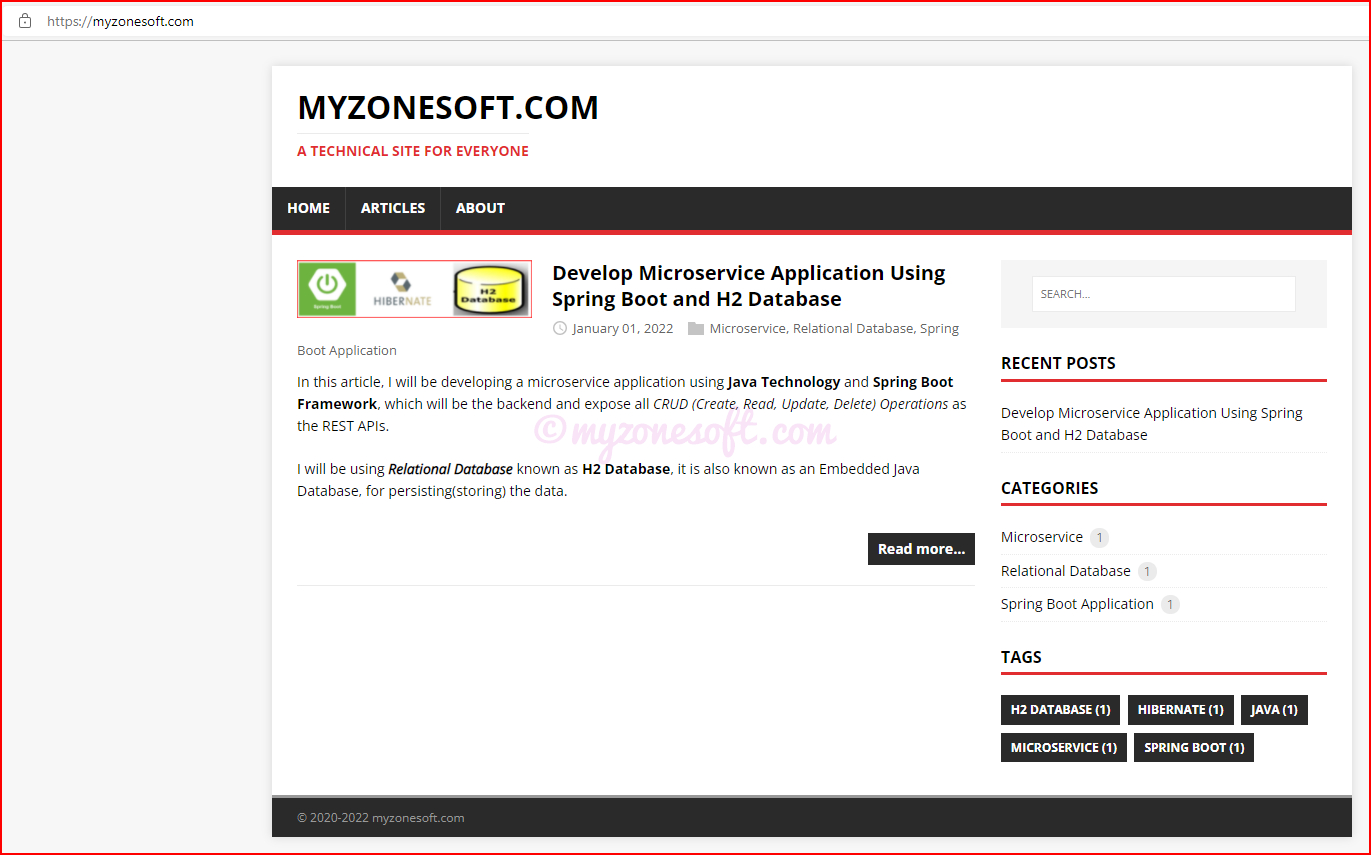 https://myzonesoft.com
MYZONESOFT.COM
A TECHNICAL SITE FOR EVERYONE
HOME
ARTICLES
ABOUT
Spring Boot
HIBERNATE
H2
Database
Develop Microservice Application Using
Spring Boot and H2 Database
January 01, 2022 Microservice, Relational Database, Spring
Boot Application
In this article, I will be developing a microservice application using Java Technology and Spring Boot
Framework, which will be the backend and expose all CRUD (Create, Read, Update, Delete) Operations as
the REST APIs.
© myzonesoft.com
I will be using Relational Database known as H2 Database, it is also known as an Embedded Java
Database, for persisting(storing) the data.
Read more...
SEARCH...
RECENT POSTS
Develop Microservice Application Using Spring
Boot and H2 Database
CATEGORIES
Microservice 1
Relational Database 1
Spring Boot Application 1
TAGS
H2 DATABASE (1) HIBERNATE (1) JAVA (1)
MICROSERVICE (1) SPRING BOOT (1)
© 2020-2022 myzonesoft.com